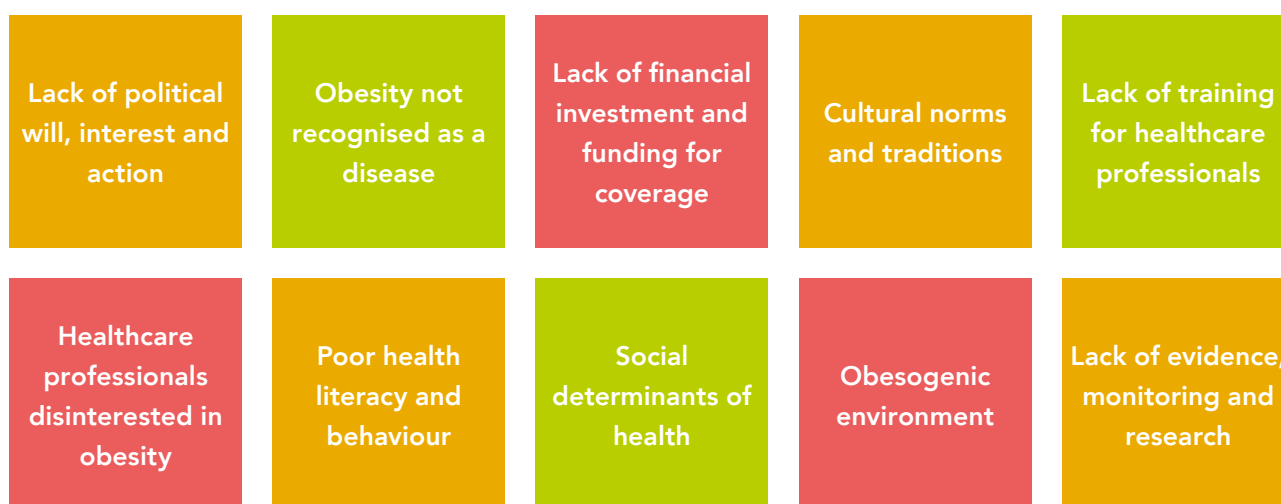 Lack of political
will, interest and
action
Obesity not
recognised as a
disease
Lack of financial
investment and
funding for
coverage
Cultural norms
and traditions
Lack of training
for healthcare
professionals
Healthcare
professionals
disinterested in
obesity
Poor health
literacy and
behaviour
Social
determinants of
health
Obesogenic
environment
Lack of evidence,
monitoring and
research